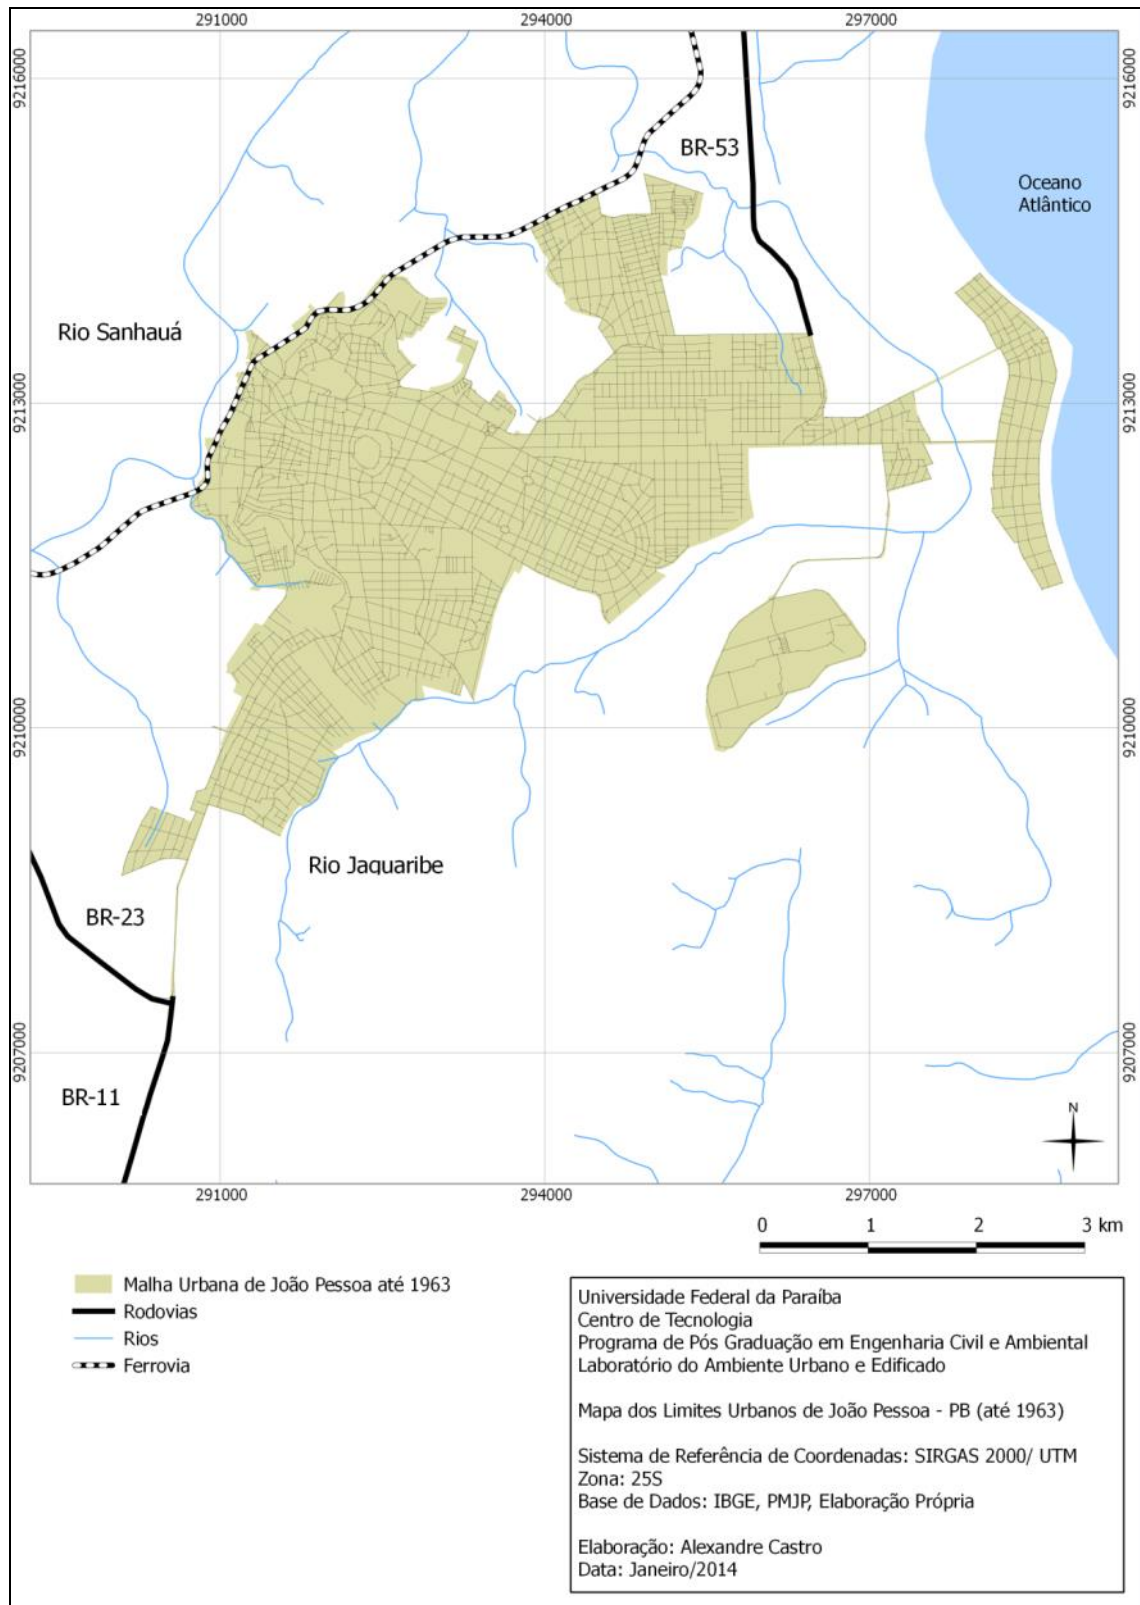 291000
294000
297000
9216000
9216000
BR-53
Oceano
Atlântico
Rio Sanhauá
9213000
9213000
9210000
9210000
Rio Jaguaribe
BR-23
9207000
9207000
BR-11
N
291000
294000
297000
0 1 2 3 km
Malha Urbana de João Pessoa até 1963
Rodovias
Rios
Ferrovia
Universidade Federal da Paraíba
Centro de Tecnologia
Programa de Pós Graduação em Engenharia Civil e Ambiental
Laboratório do Ambiente Urbano e Edificado
Mapa dos Limites Urbanos de João Pessoa - PB (até 1963)
Sistema de Referência de Coordenadas: SIRGAS 2000/ UTM
Zona: 25S
Base de Dados: IBGE, PMJP, Elaboração Própria
Elaboração: Alexandre Castro
Data: Janeiro/2014